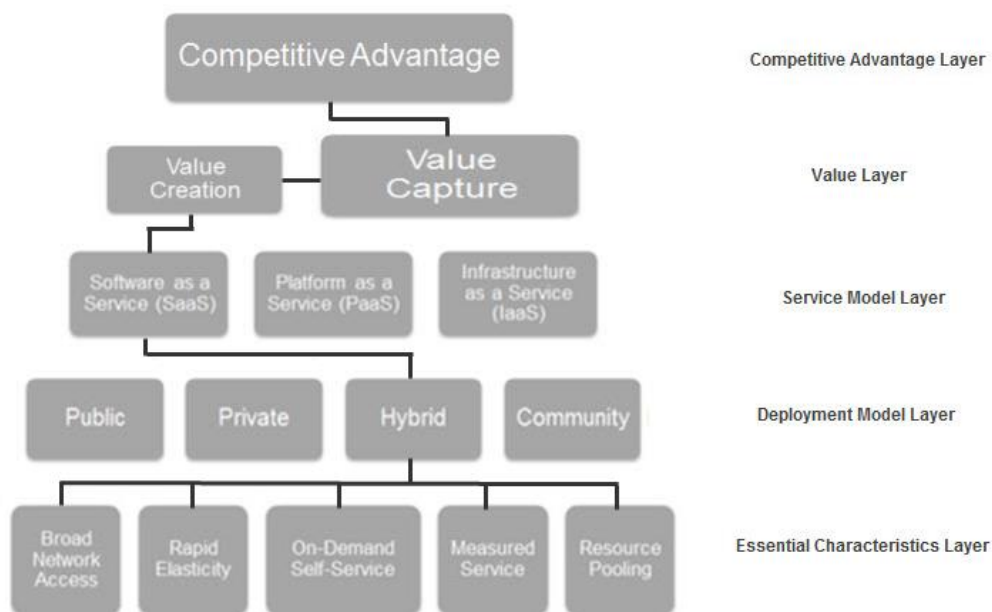 Competitive Advantage
Competitive Advantage Layer
Value
Creation
Value
Capture
Value Layer
Software as a
Service (SaaS)
Platform as a
Service (PaaS)
Infrastructure
as a Service
(IaaS)
Service Model Layer
Public
Private
Hybrid
Community
Deployment Model Layer
Broad
Network
Access
Rapid
Elasticity
On-Demand
Self-Service
Measured
Service
Resource
Pooling
Essential Characteristics Layer